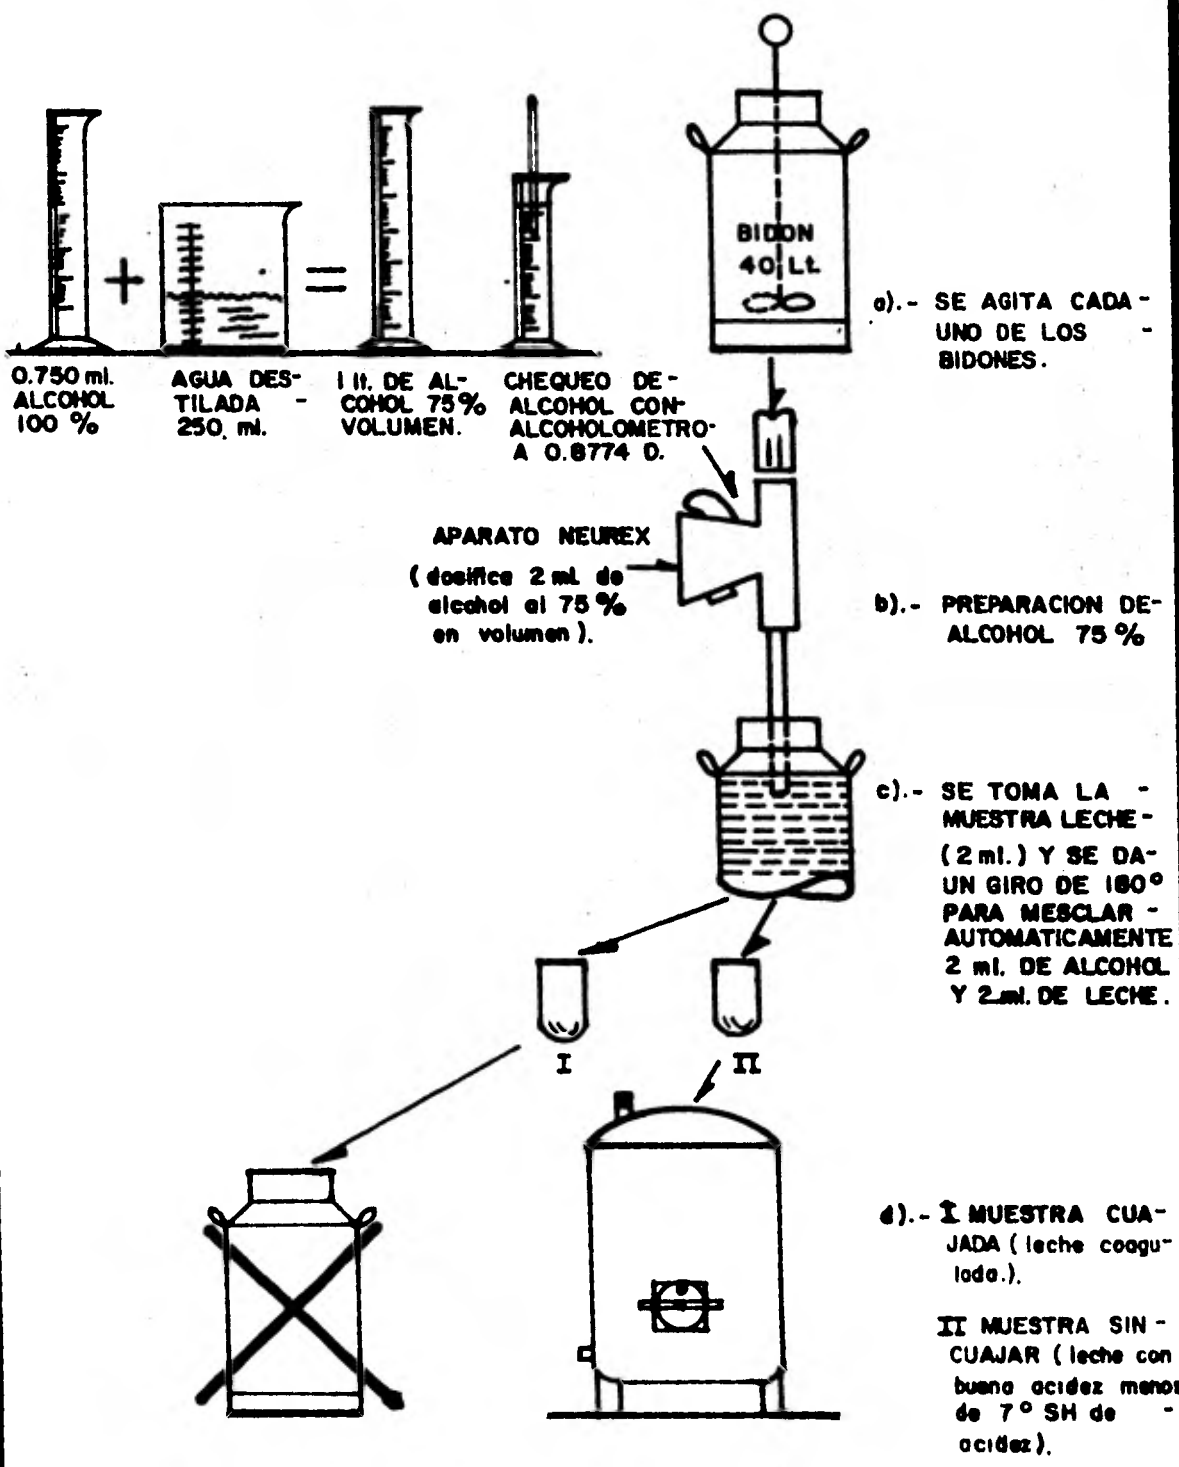 BIDON
40 Lt.
a).- SE AGITA CADA -
UNO DE LOS -
BIDONES.
0.750 ml.
ALCOHOL
100 %
+
AGUA DES-
TILADA -
250. ml.
=
1 lt. DE AL-
COHOL 75%
VOLUMEN.
CHEQUEO DE-
ALCOHOL CON-
ALCOHOLOMETRO-
A 0.8774 D.
APARATO NEUREX
(dosifica 2 ml. de
alcohol al 75%
en volumen).
b).- PREPARACION DE-
ALCOHOL 75%
c).- SE TOMA LA -
MUESTRA LECHE-
(2 ml.) Y SE DA-
UN GIRO DE 180°
PARA MESCLAR -
AUTOMATICAMENTE
2 ml. DE ALCOHOL
Y 2.ml. DE LECHE.
I
II
d).- I MUESTRA CUA-
JADA (leche coagu-
lada.).
II MUESTRA SIN -
CUAJAR (leche con
buena acidez menos
de 7° SH de -
acidez).